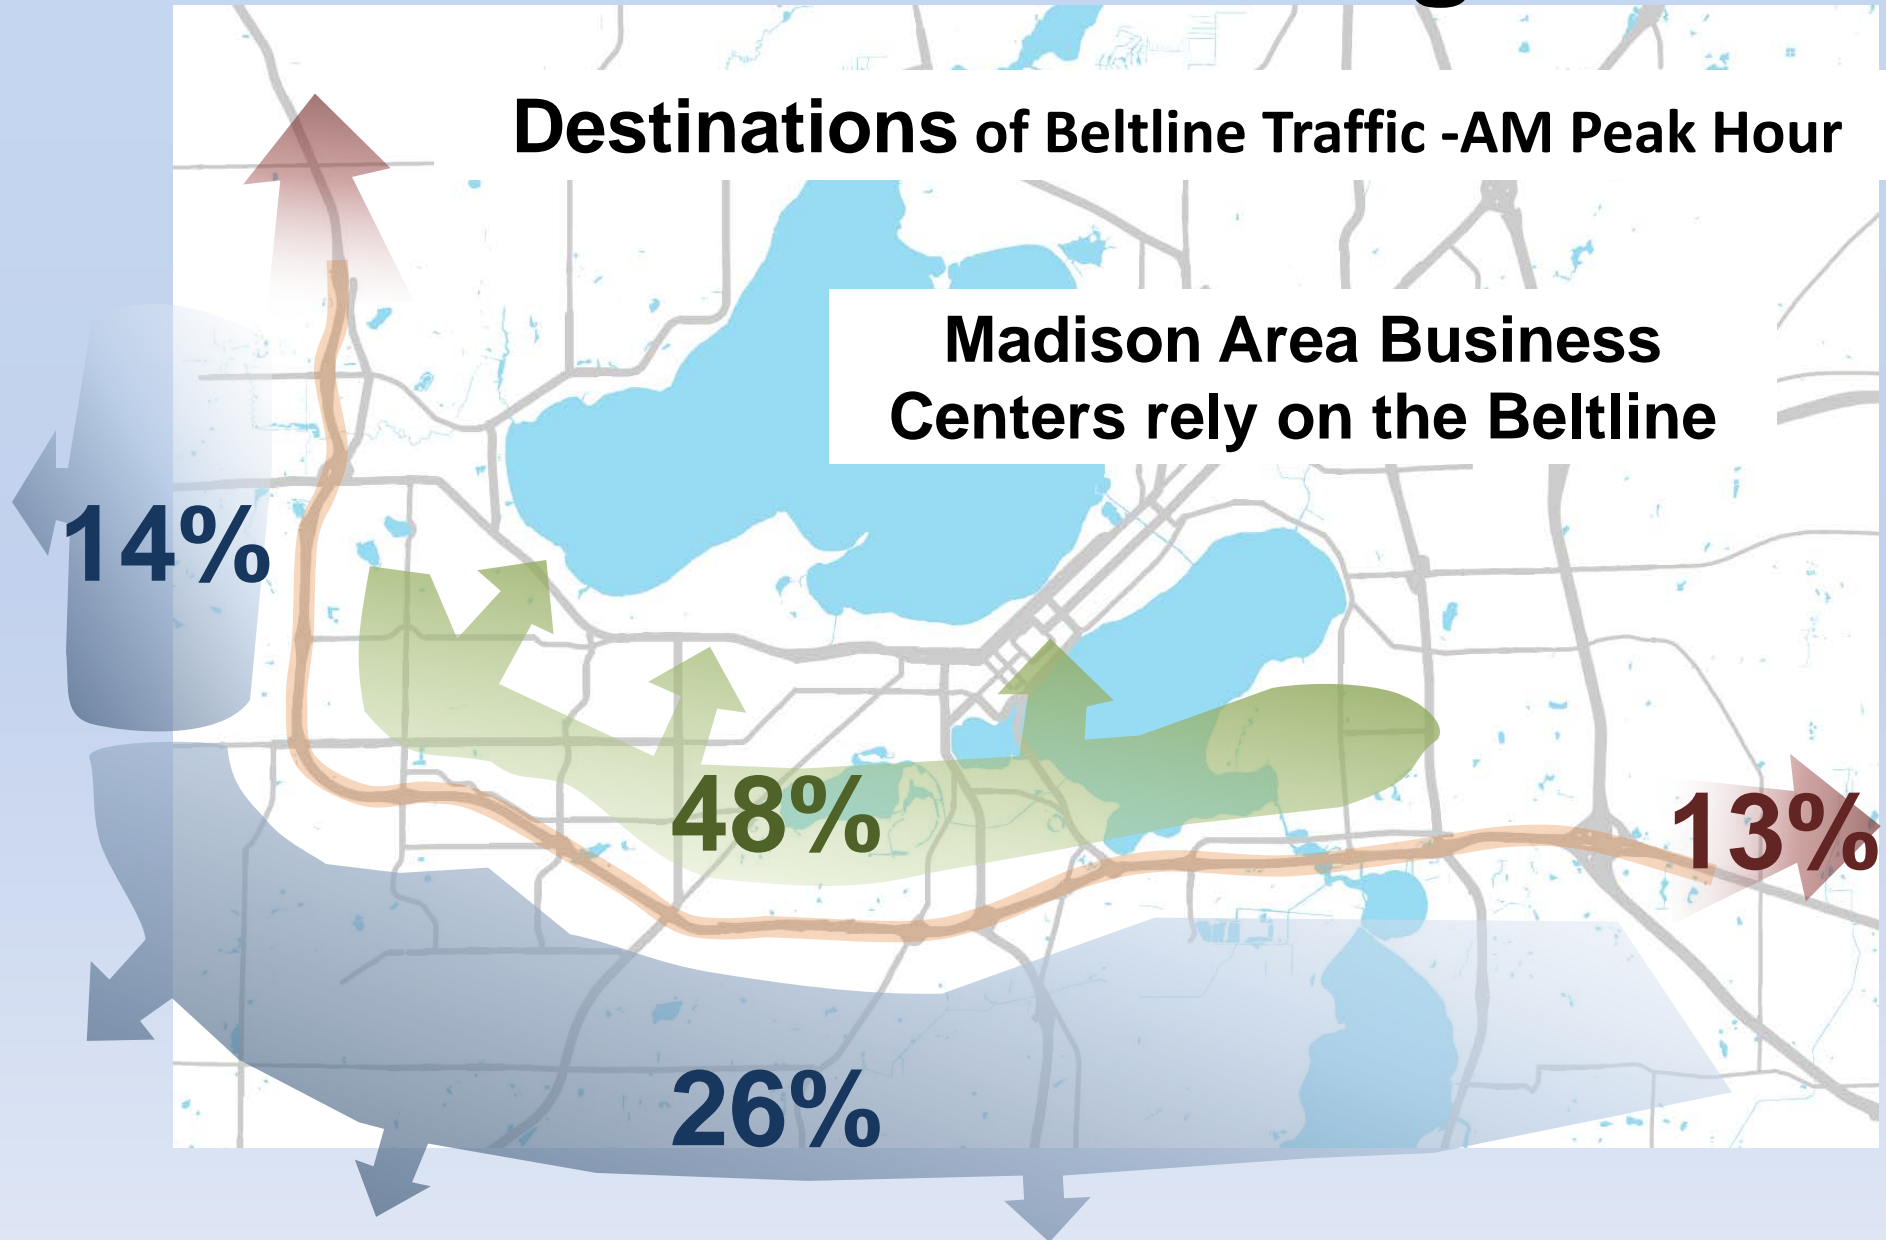 Destinations of Beltline Traffic -AM Peak Hour
Madison Area Business
Centers rely on the Beltline
14%
48%
13%
26%